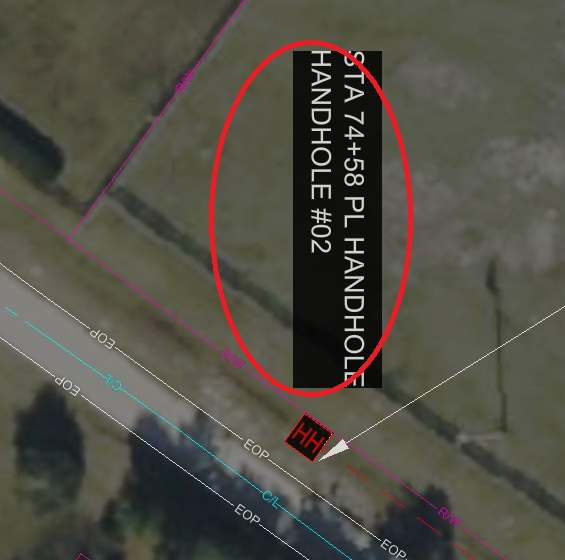 STA 74+58 PL HANDHOLE
HANDHOLE #02
R/W
R/W
R/W
EOP
EOP
C/L
EOP
HH
C/L
EOP
EOP